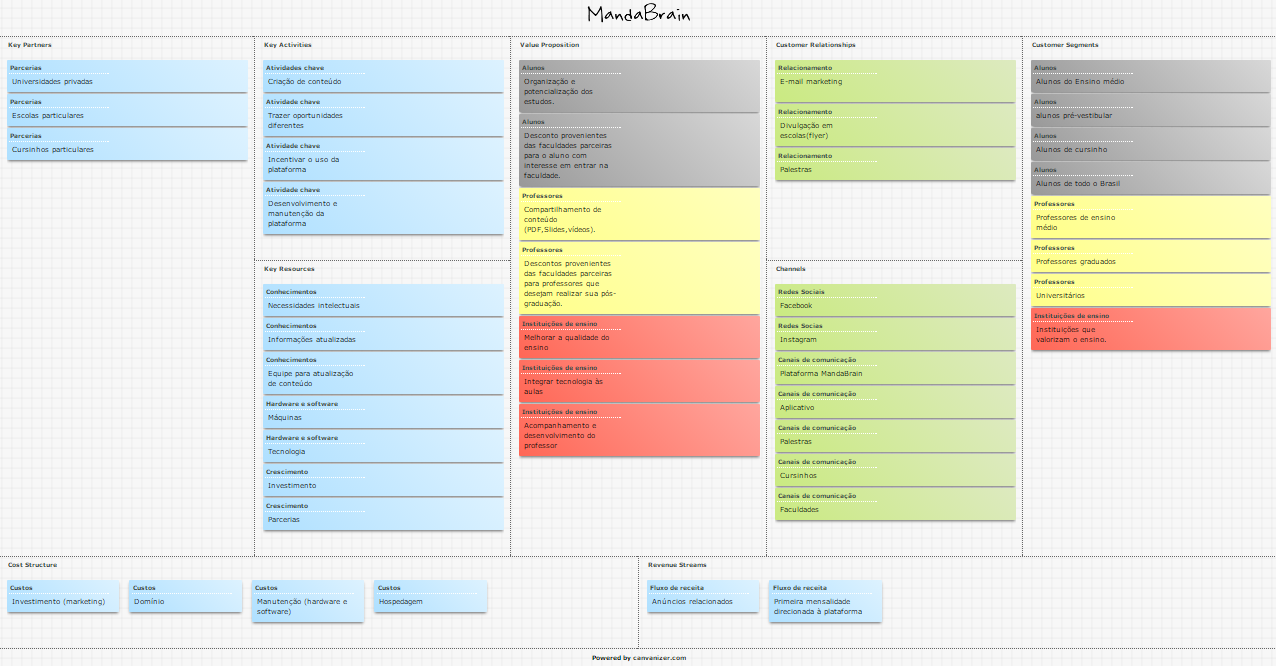 MandaBrain
Key Partners
Parcerias
Universidades privadas
Parcerias
Escolas particulares
Parcerias
Cursinhos particulares
Key Activities
Atividades chave
Criação de conteúdo
Atividade chave
Trazer oportunidades
diferentes
Atividade chave
Incentivar o uso da
plataforma
Atividade chave
Desenvolvimento e
manutenção da
plataforma
Key Resources
Conhecimentos
Necessidades intelectuais
Conhecimentos
Informações atualizadas
Conhecimentos
Equipe para atualização
de conteúdo
Hardware e software
Máquinas
Hardware e software
Tecnologia
Crescimento
Investimento
Crescimento
Parcerias
Value Proposition
Alunos
Organização e
potencialização dos
estudos.
Alunos
Desconto provenientes
das faculdades parceiras
para o aluno com
interesse em entrar na
faculdade.
Professores
Compartilhamento de
conteúdo
(PDF,Slides,vídeos).
Professores
Descontos provenientes
das faculdades parceiras
para professores que
desejam realizar sua pós-
graduação.
Instituições de ensino
Melhorar a qualidade do
ensino
Instituições de ensino
Integrar tecnologia às
aulas
Instituições de ensino
Acompanhamento e
desenvolvimento do
professor
Customer Relationships
Relacionamento
E-mail marketing
Relacionamento
Divulgação em
escolas(flyer)
Relacionamento
Palestras
Channels
Redes Sociais
Facebook
Redes Socias
Instagram
Canais de comunicação
Plataforma MandaBrain
Canais de comunicação
Aplicativo
Canais de comunicação
Palestras
Canais de comunicação
Cursinhos
Canais de comunicação
Faculdades
Customer Segments
Alunos
Alunos do Ensino médio
Alunos
alunos pré-vestibular
Alunos
Alunos de cursinho
Alunos
Alunos de todo o Brasil
Professores
Professores de ensino
médio
Professores
Professores graduados
Professores
Universitários
Instituições de ensino
Instituições que
valorizam o ensino.
Cost Structure
Custos
Investimento (marketing)
Custos
Domínio
Custos
Manutenção (hardware e
software)
Custos
Hospedagem
Revenue Streams
Fluxo de receita
Anúncios relacionados
Fluxo de receita
Primeira mensalidade
direcionada à plataforma
Powered by canvanizer.com